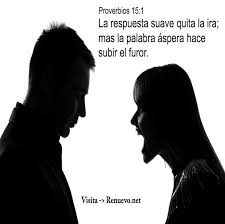 Proverbios 15:1
La respuesta suave quita la ira;
mas la palabra áspera hace
subir el furor.
Visita -> Renuevo.net